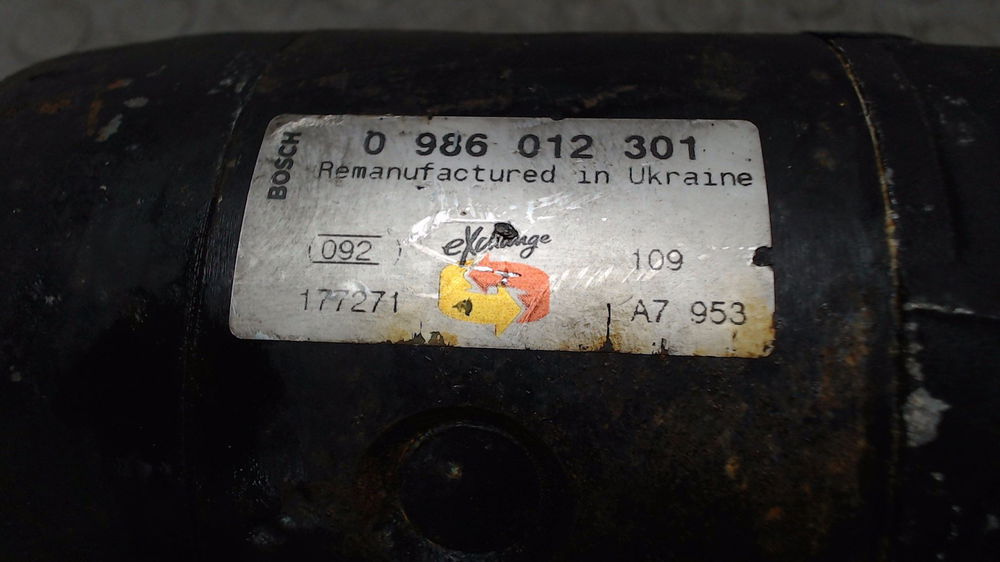 BOSCH
0 986 012 301
Remanufactured in Ukraine
092
eXchange
109
177271
A7 953